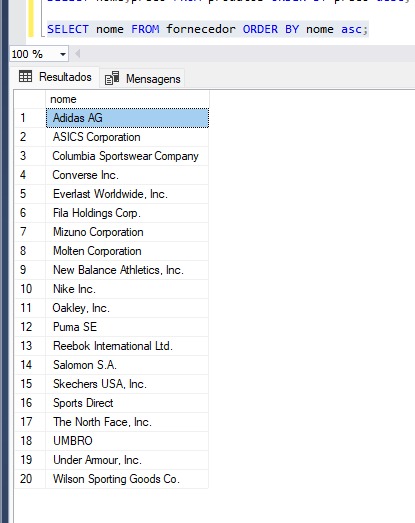 SELECT nome FROM fornecedor ORDER BY nome asc;
100 %
Resultados Mensagens
nome
1 Adidas AG
2 ASICS Corporation
3 Columbia Sportswear Company
4 Converse Inc.
5 Everlast Worldwide, Inc.
6 Fila Holdings Corp.
7 Mizuno Corporation
8 Molten Corporation
9 New Balance Athletics, Inc.
10 Nike Inc.
11 Oakley, Inc.
12 Puma SE
13 Reebok International Ltd.
14 Salomon S.A.
15 Skechers USA, Inc.
16 Sports Direct
17 The North Face, Inc.
18 UMBRO
19 Under Armour, Inc.
20 Wilson Sporting Goods Co.